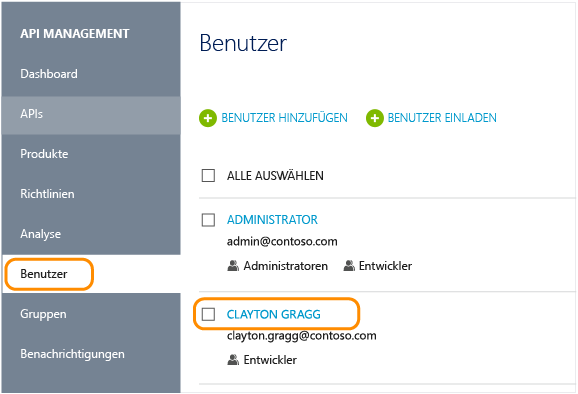 API MANAGEMENT
Dashboard
APIs
Produkte
Richtlinien
Analyse
Benutzer
Gruppen
Benachrichtigungen
Benutzer
BENUTZER HINZUFÜGEN BENUTZER EINLADEN
ALLE AUSWÄHLEN
ADMINISTRATOR
admin@contoso.com
Administratoren Entwickler
CLAYTON GRAGG
clayton.gragg@contoso.com
Entwickler